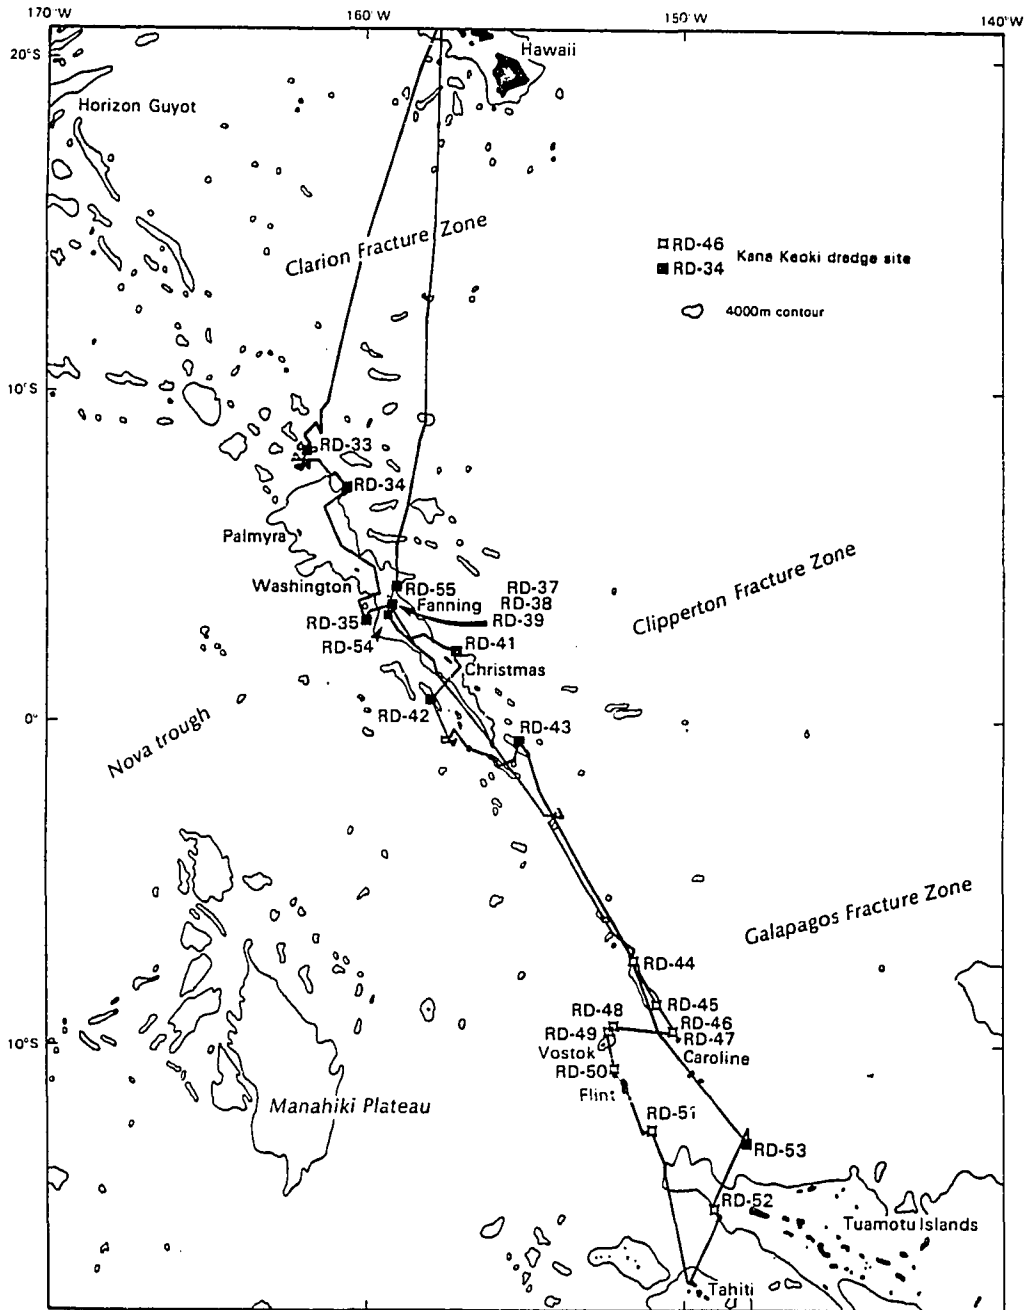 170°W
160°W
150°W
140°W
20°S
Hawaii
Horizon Guyot
Clarion Fracture Zone
RD-46
Kana Keoki dredge site
RD-34
4000m contour
10°S
RD-33
RD-34
Palmyra
Clipperton Fracture Zone
Washington
RD-55
RD-37
Fanning
RD-38
RD-35
RD-39
RD-54
RD-41
Christmas
RD-42
RD-43
0°
Nova trough
Galapagos Fracture Zone
RD-44
RD-45
RD-48
RD-46
RD-49
RD-47
10°S
Vostok
Caroline
RD-50
Flint
Manahiki Plateau
RD-51
RD-53
RD-52
Tuamotu Islands
Tahiti